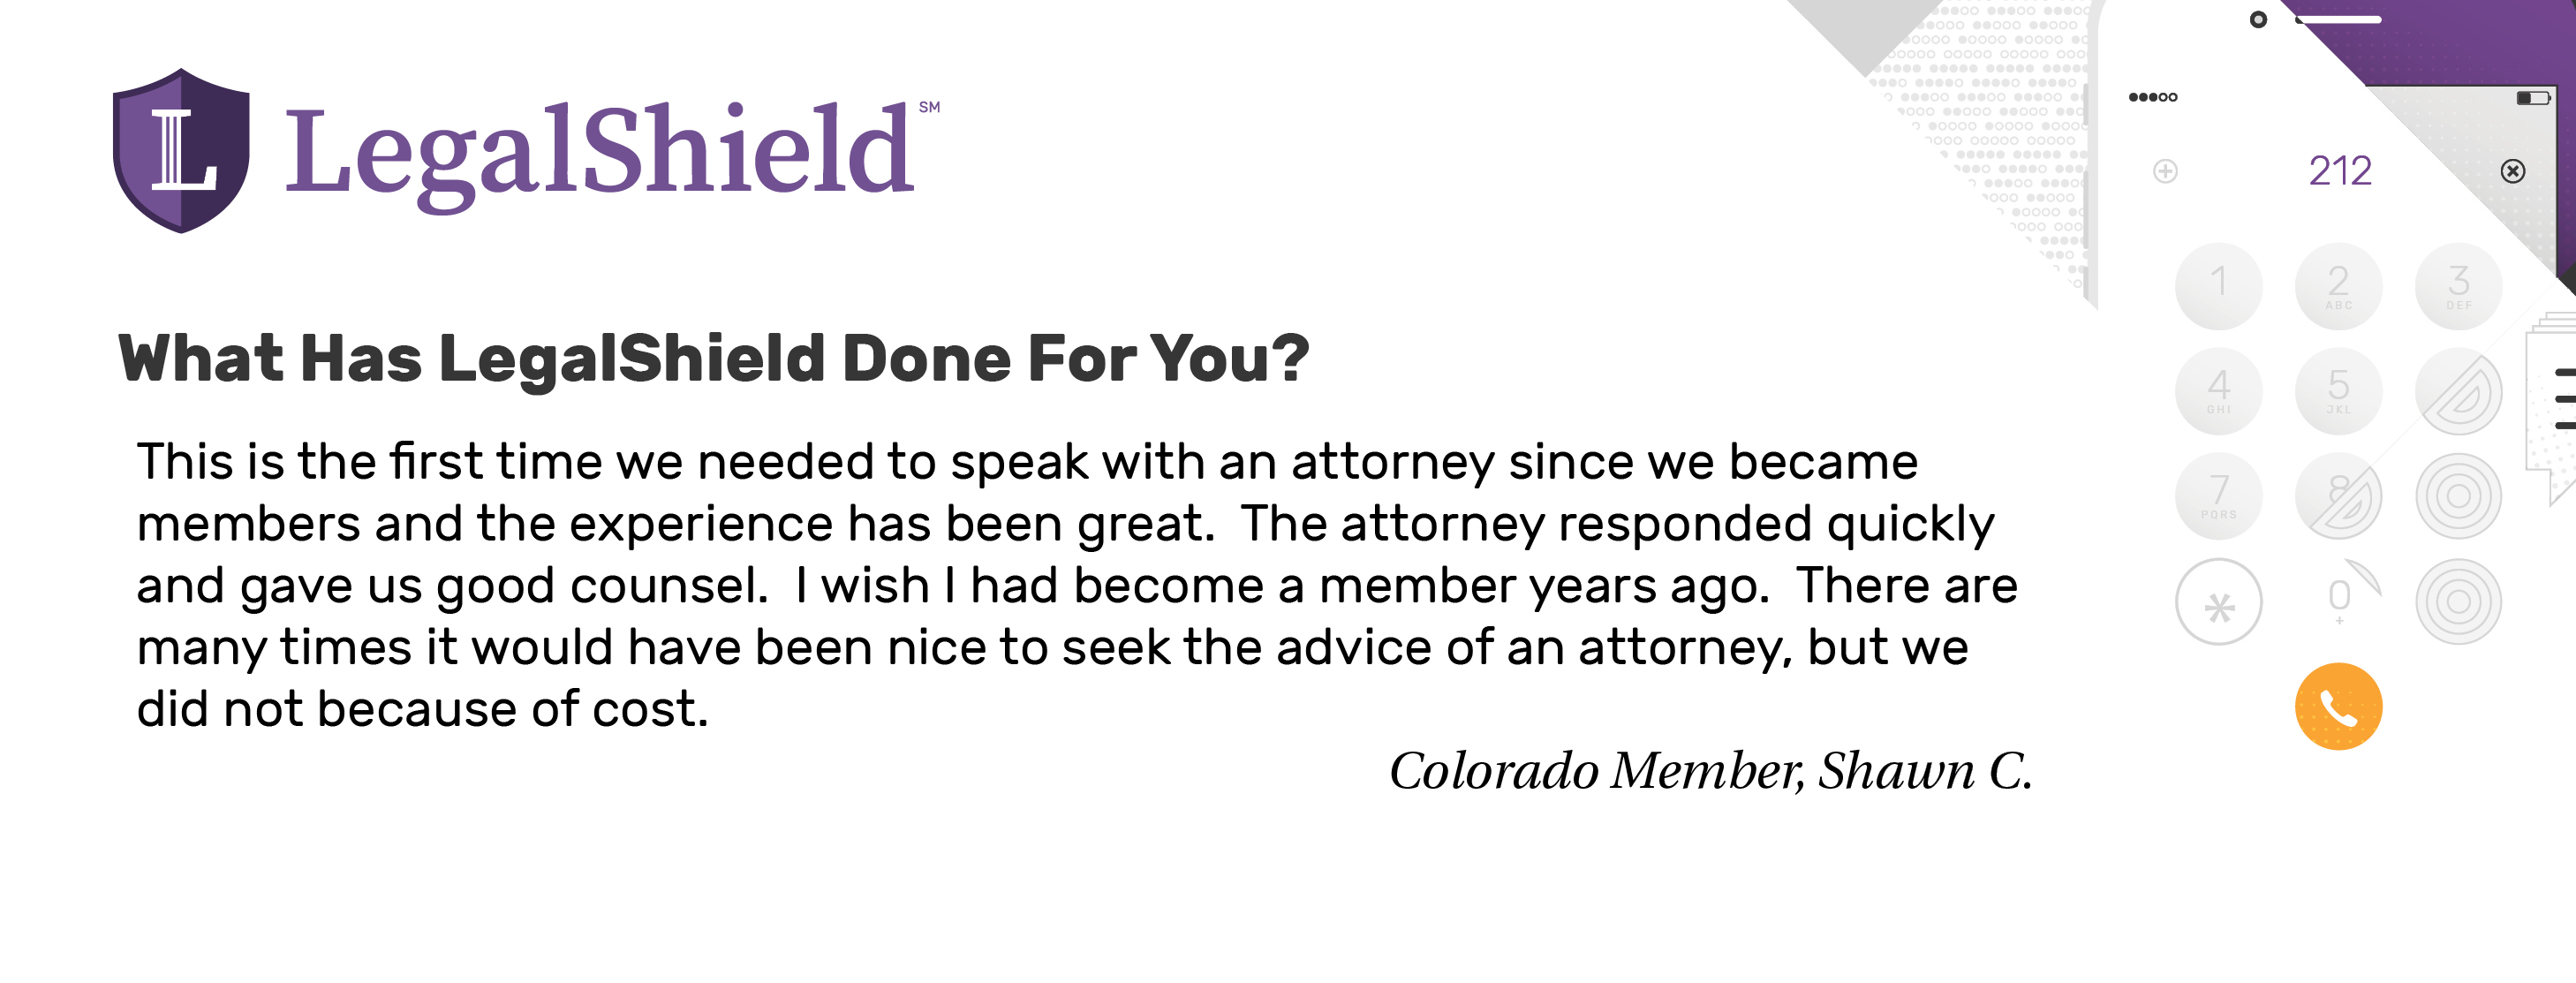 L LegalShield SM
What Has LegalShield Done For You?
This is the first time we needed to speak with an attorney since we became
members and the experience has been great.  The attorney responded quickly
and gave us good counsel.  I wish I had become a member years ago.  There are
many times it would have been nice to seek the advice of an attorney, but we
did not because of cost.
Colorado Member, Shawn C.
212
1 2 3
ABC DEF
4 5
GHI JKL
7 8
PQRS
* 0
+